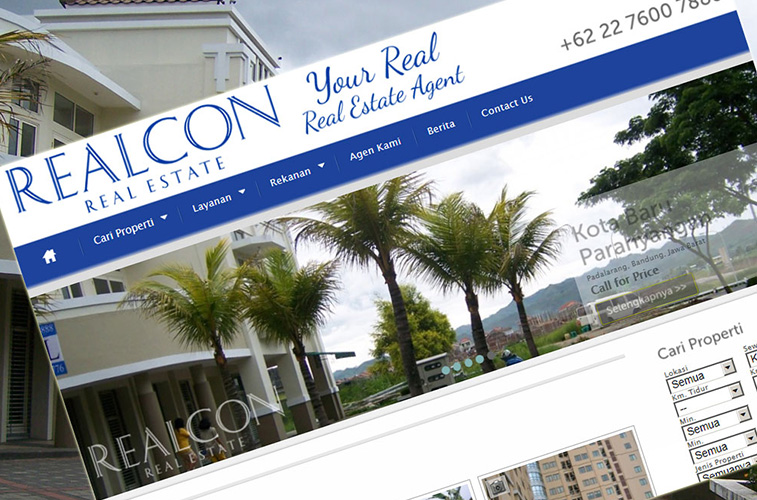 +62 22 7600
REALCON
REAL ESTATE
Your Real
Real Estate Agent
Cari Properti
Layanan
Rekanan
Agen Kami
Berita
Contact Us
Kota Baru
Parahyangan
Padalarang, Bandung, Jawa Barat
Call for Price
Selengkapnya >>
REALCON
REAL ESTATE
Cari Properti
Lokasi
Semua
Km. Tidur
--
Min.
Semua
Min.
Semua
Jenis Properti